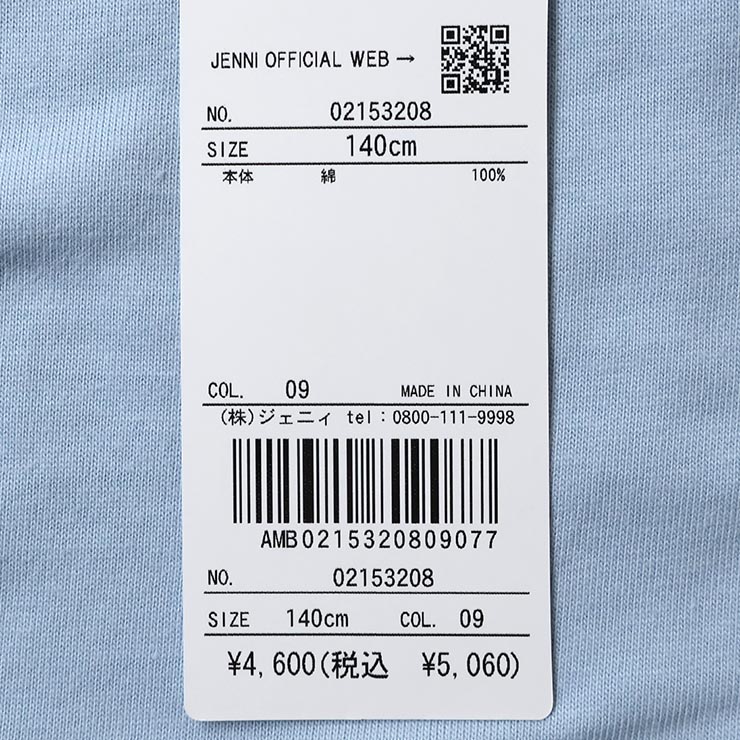 JENNI OFFICIAL WEB →
NO. 02153208
SIZE 140cm
本体 綿 100%
COL. 09 MADE IN CHINA
(株)ジェニィ tel：0800-111-9998
AMB0215320809077
NO. 02153208
SIZE 140cm COL. 09
¥4,600(税込 ¥5,060)